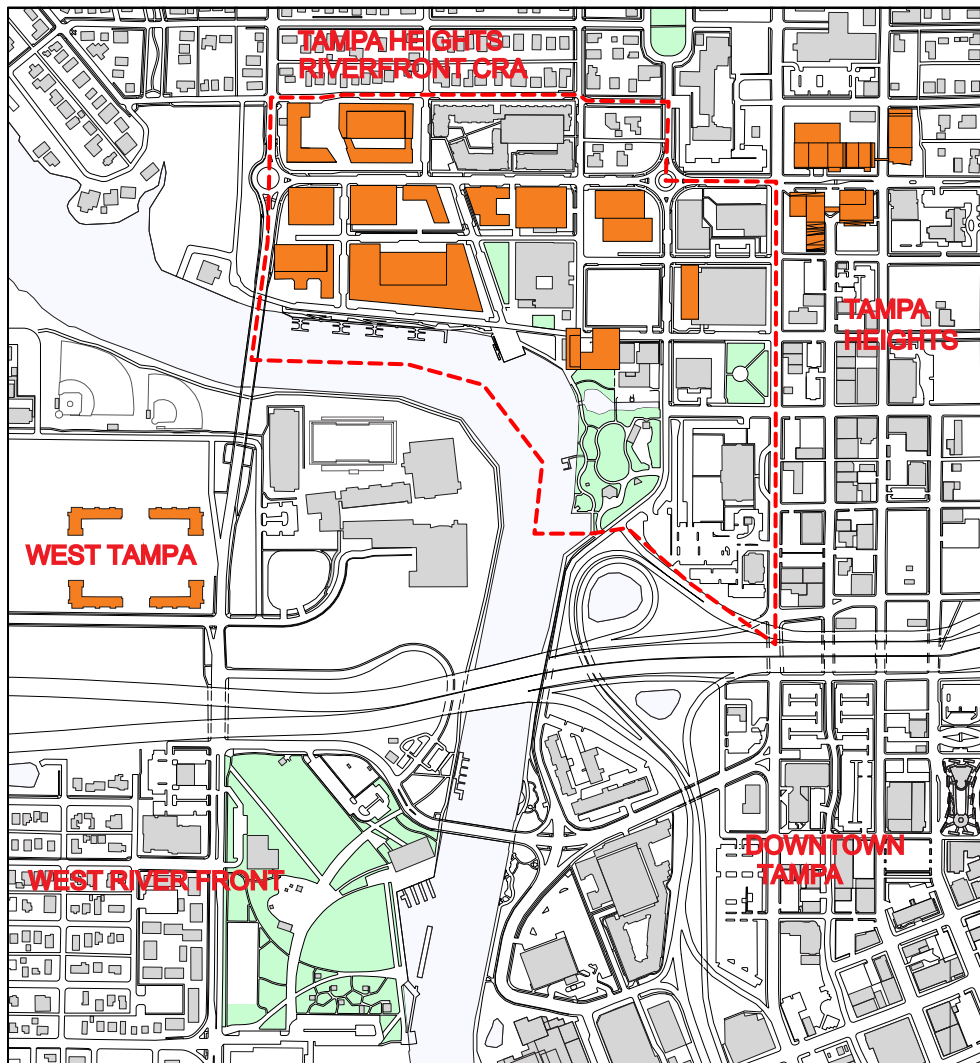 TAMPA HEIGHTS
RIVERFRONT CRA
TAMPA
HEIGHTS
WEST TAMPA
DOWNTOWN
TAMPA
WEST RIVER FRONT